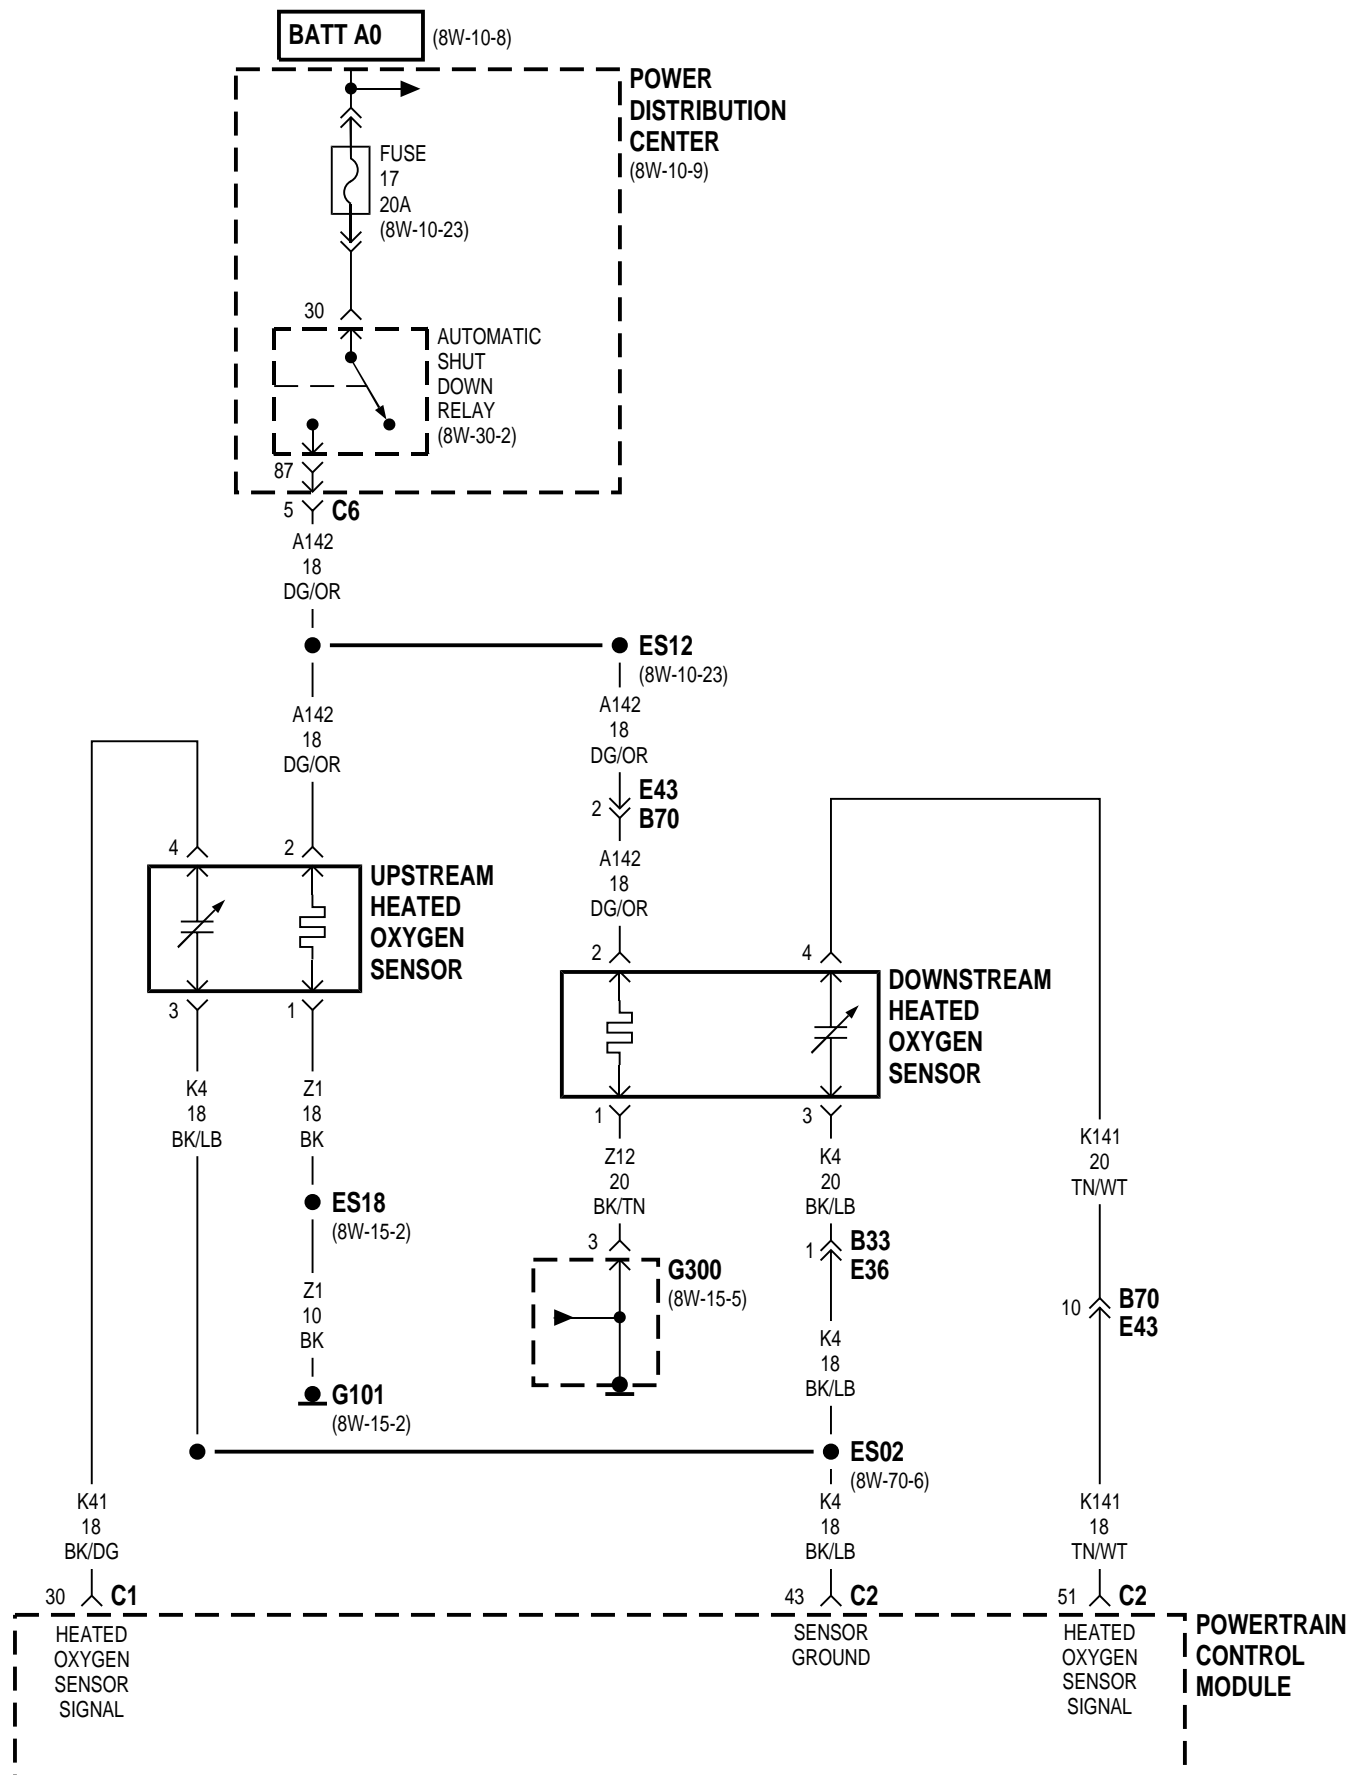 BATT A0 (8W-10-8)
POWER
DISTRIBUTION
CENTER
(8W-10-9)
FUSE
17
20A
(8W-10-23)
30
AUTOMATIC
SHUT
DOWN
RELAY
(8W-30-2)
87
5 C6
A142
18
DG/OR
ES12
(8W-10-23)
A142
18
DG/OR
A142
18
DG/OR
2 E43
B70
A142
18
DG/OR
4 2
UPSTREAM
HEATED
OXYGEN
SENSOR
3 1
2 4
DOWNSTREAM
HEATED
OXYGEN
SENSOR
1 3
K4
18
BK/LB
Z1
18
BK
ES18
(8W-15-2)
Z1
10
BK
G101
(8W-15-2)
Z12
20
BK/TN
3 G300
(8W-15-5)
K4
20
BK/LB
1 B33
E36
K4
18
BK/LB
ES02
(8W-70-6)
K141
20
TN/WT
10 B70
E43
K41
18
BK/DG
K4
18
BK/LB
K141
18
TN/WT
30 C1
43 C2
51 C2
HEATED
OXYGEN
SENSOR
SIGNAL
SENSOR
GROUND
HEATED
OXYGEN
SENSOR
SIGNAL
POWERTRAIN
CONTROL
MODULE